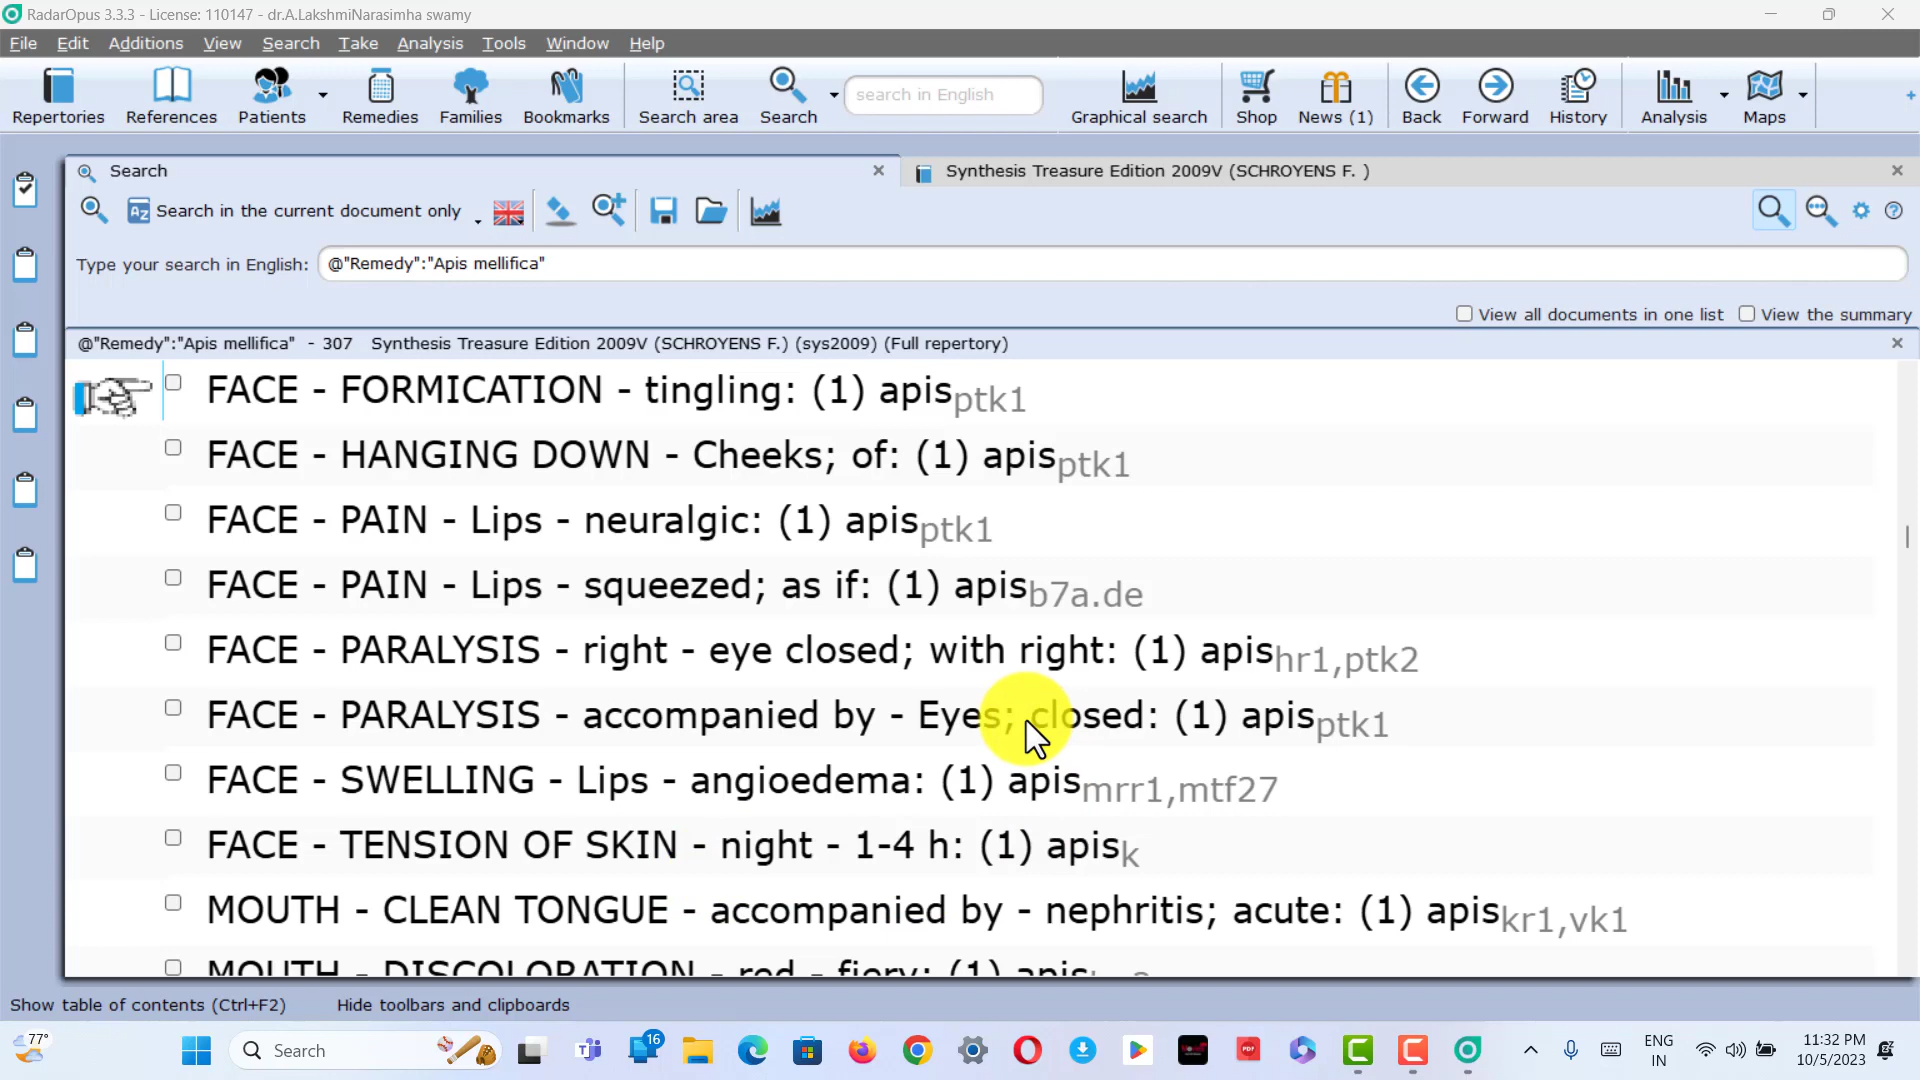 RadarOpus 3.3.3 - License: 110147 - dr.A.LakshmiNarasimha swamy
File Edit Additions View Search Take Analysis Tools Window Help
Repertories References Patients Remedies Families Bookmarks Search area Search search in English Graphical search Shop News (1) Back Forward History Analysis Maps
Search Synthesis Treasure Edition 2009V (SCHROYENS F. )
AZ Search in the current document only
Type your search in English: @"Remedy":"Apis mellifica"
View all documents in one list View the summary
@"Remedy":"Apis mellifica" - 307 Synthesis Treasure Edition 2009V (SCHROYENS F.) (sys2009) (Full repertory)
FACE - FORMICATION - tingling: (1) apis ptk1
FACE - HANGING DOWN - Cheeks; of: (1) apis ptk1
FACE - PAIN - Lips - neuralgic: (1) apis ptk1
FACE - PAIN - Lips - squeezed; as if: (1) apis b7a.de
FACE - PARALYSIS - right - eye closed; with right: (1) apis hr1,ptk2
FACE - PARALYSIS - accompanied by - Eyes; closed: (1) apis ptk1
FACE - SWELLING - Lips - angioedema: (1) apis mrr1,mtf27
FACE - TENSION OF SKIN - night - 1-4 h: (1) apis k
MOUTH - CLEAN TONGUE - accompanied by - nephritis; acute: (1) apis kr1,vk1
MOUTH - DISCOLORATION - red - fiery: (1) apis
Show table of contents (Ctrl+F2) Hide toolbars and clipboards
77°
Search
16
PDF
ENG
IN
11:32 PM
10/5/2023